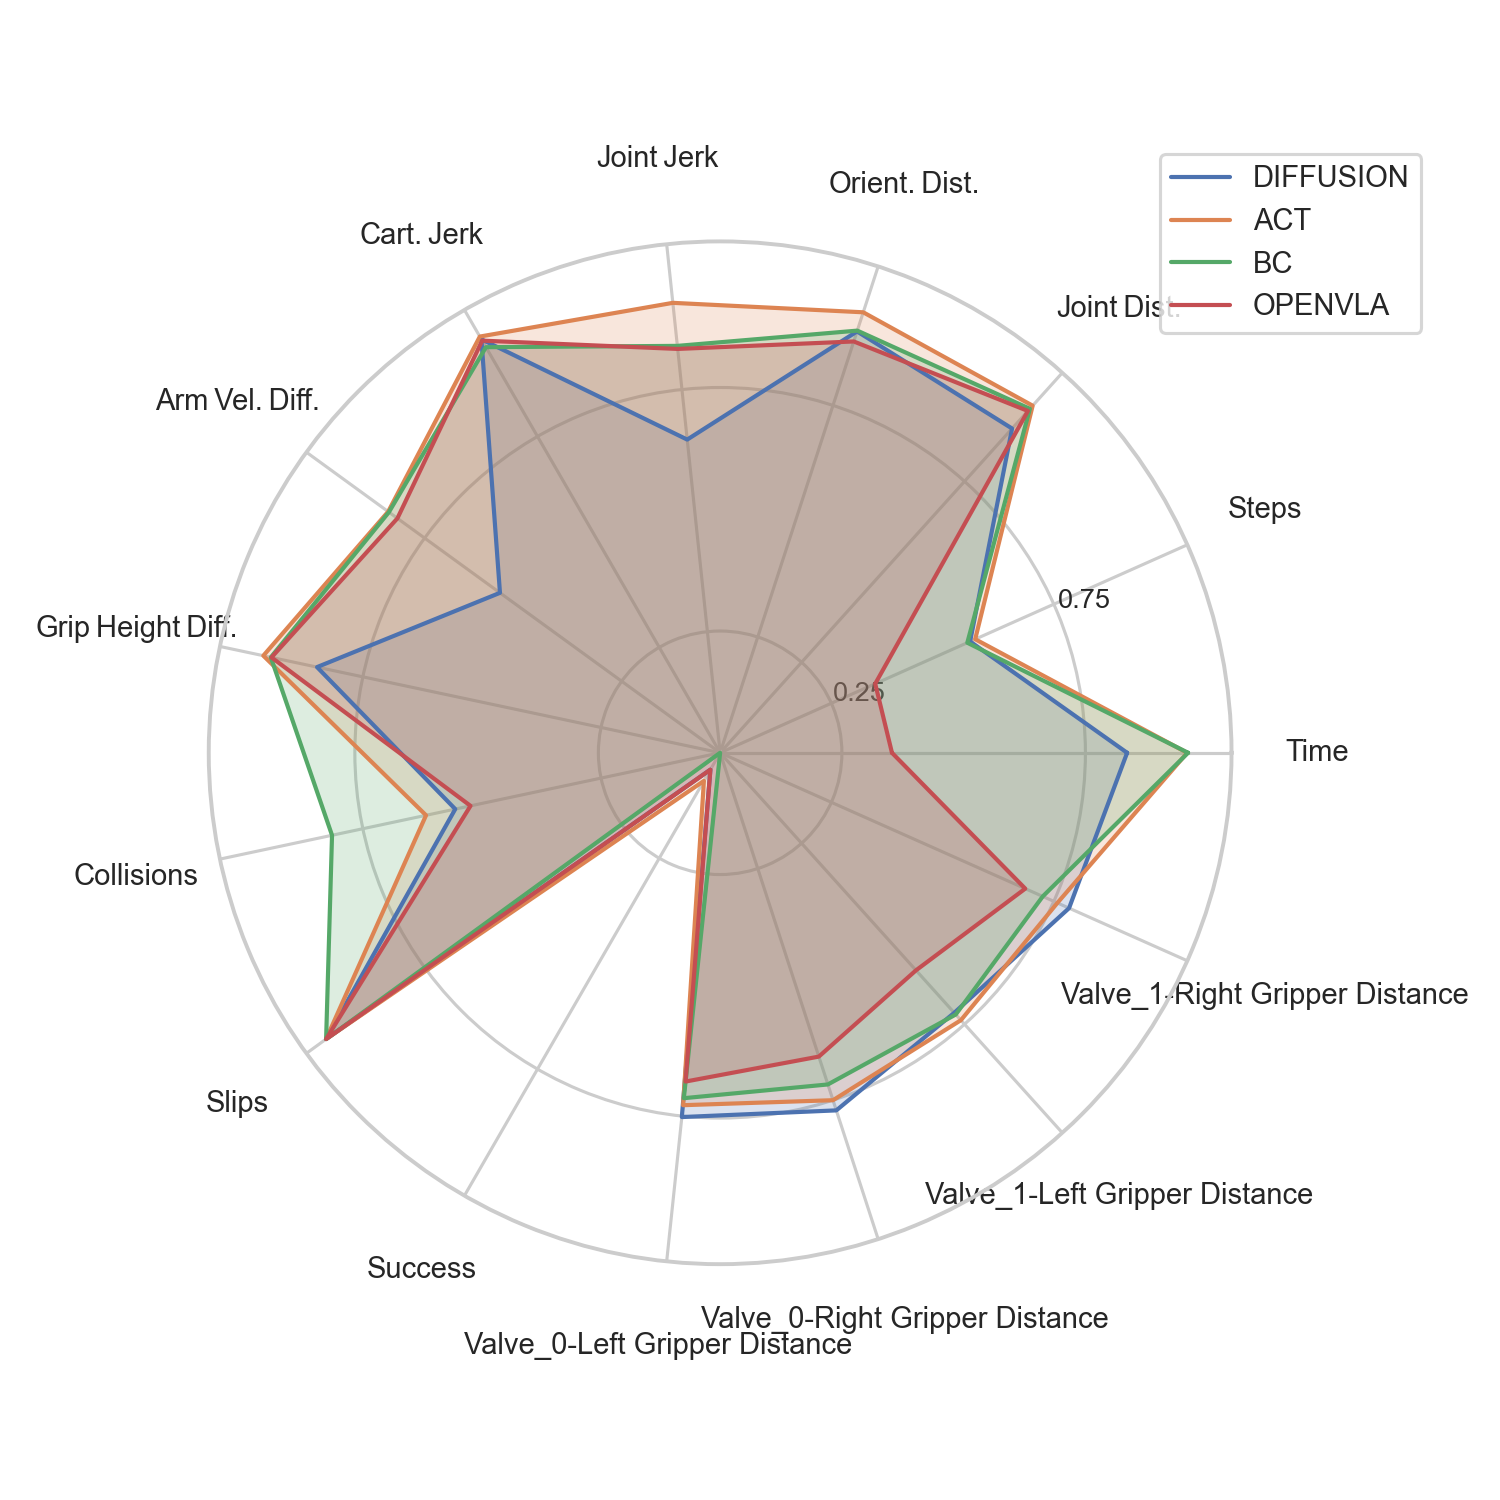 Joint Jerk
Orient. Dist.
DIFFUSION
ACT
BC
OPENVLA
Cart. Jerk
Joint Dist.
Arm Vel. Diff.
Steps
0.75
Grip Height Diff.
0.25
Time
Collisions
Valve_1-Right Gripper Distance
Slips
Valve_1-Left Gripper Distance
Success
Valve_0-Right Gripper Distance
Valve_0-Left Gripper Distance